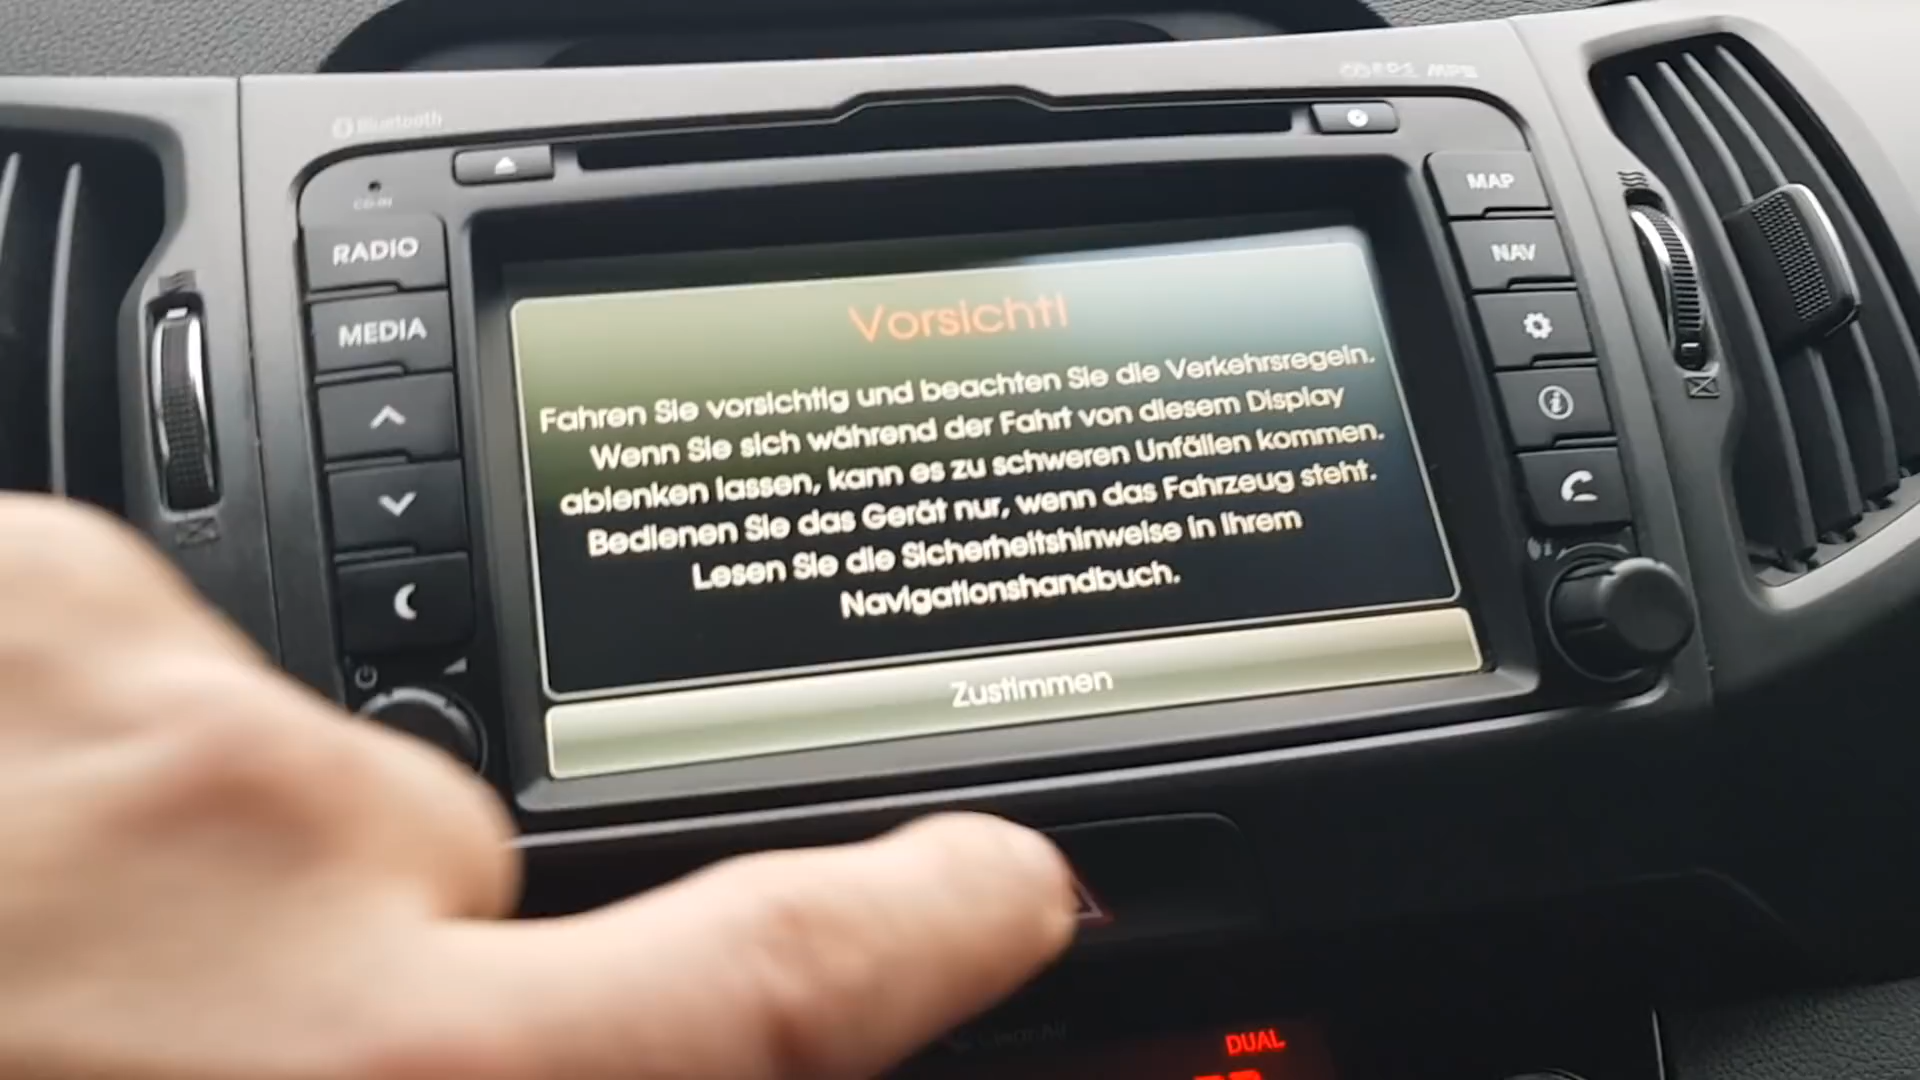 Bluetooth
RADIO
MEDIA
MAP
NAV
Vorsicht!
Fahren Sie vorsichtig und beachten Sie die Verkehrsregeln.
Wenn Sie sich während der Fahrt von diesem Display
ablenken lassen, kann es zu schweren Unfällen kommen.
Bedienen Sie das Gerät nur, wenn das Fahrzeug steht.
Lesen Sie die Sicherheitshinweise in Ihrem
Navigationshandbuch.
Zustimmen
DUAL